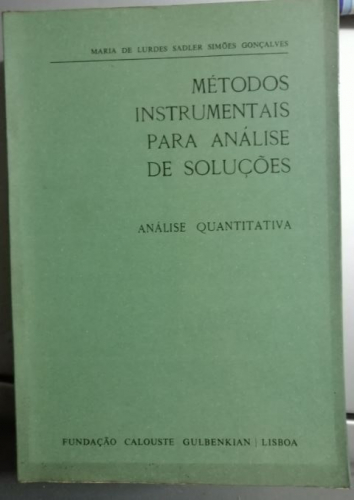 MARIA DE LURDES SADLER SIMÕES GONÇALVES
MÉTODOS
INSTRUMENTAIS
PARA ANÁLISE
DE SOLUÇÕES
ANÁLISE QUANTITATIVA
FUNDAÇÃO CALOUSTE GULBENKIAN | LISBOA